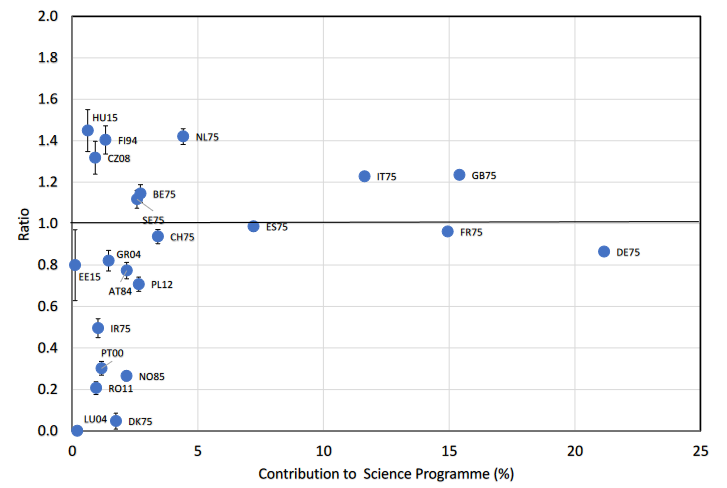 2.0
1.8
1.6
HU15
1.4
FI94
NL75
CZ08
1.2
BE75
IT75
GB75
SE75
1.0
ES75
FR75
CH75
Ratio
GR04
DE75
0.8
EE15
AT84
PL12
0.6
IR75
0.4
PT00
NO85
0.2
RO11
LU04
DK75
0.0
0 5 10 15 20 25
Contribution to Science Programme (%)